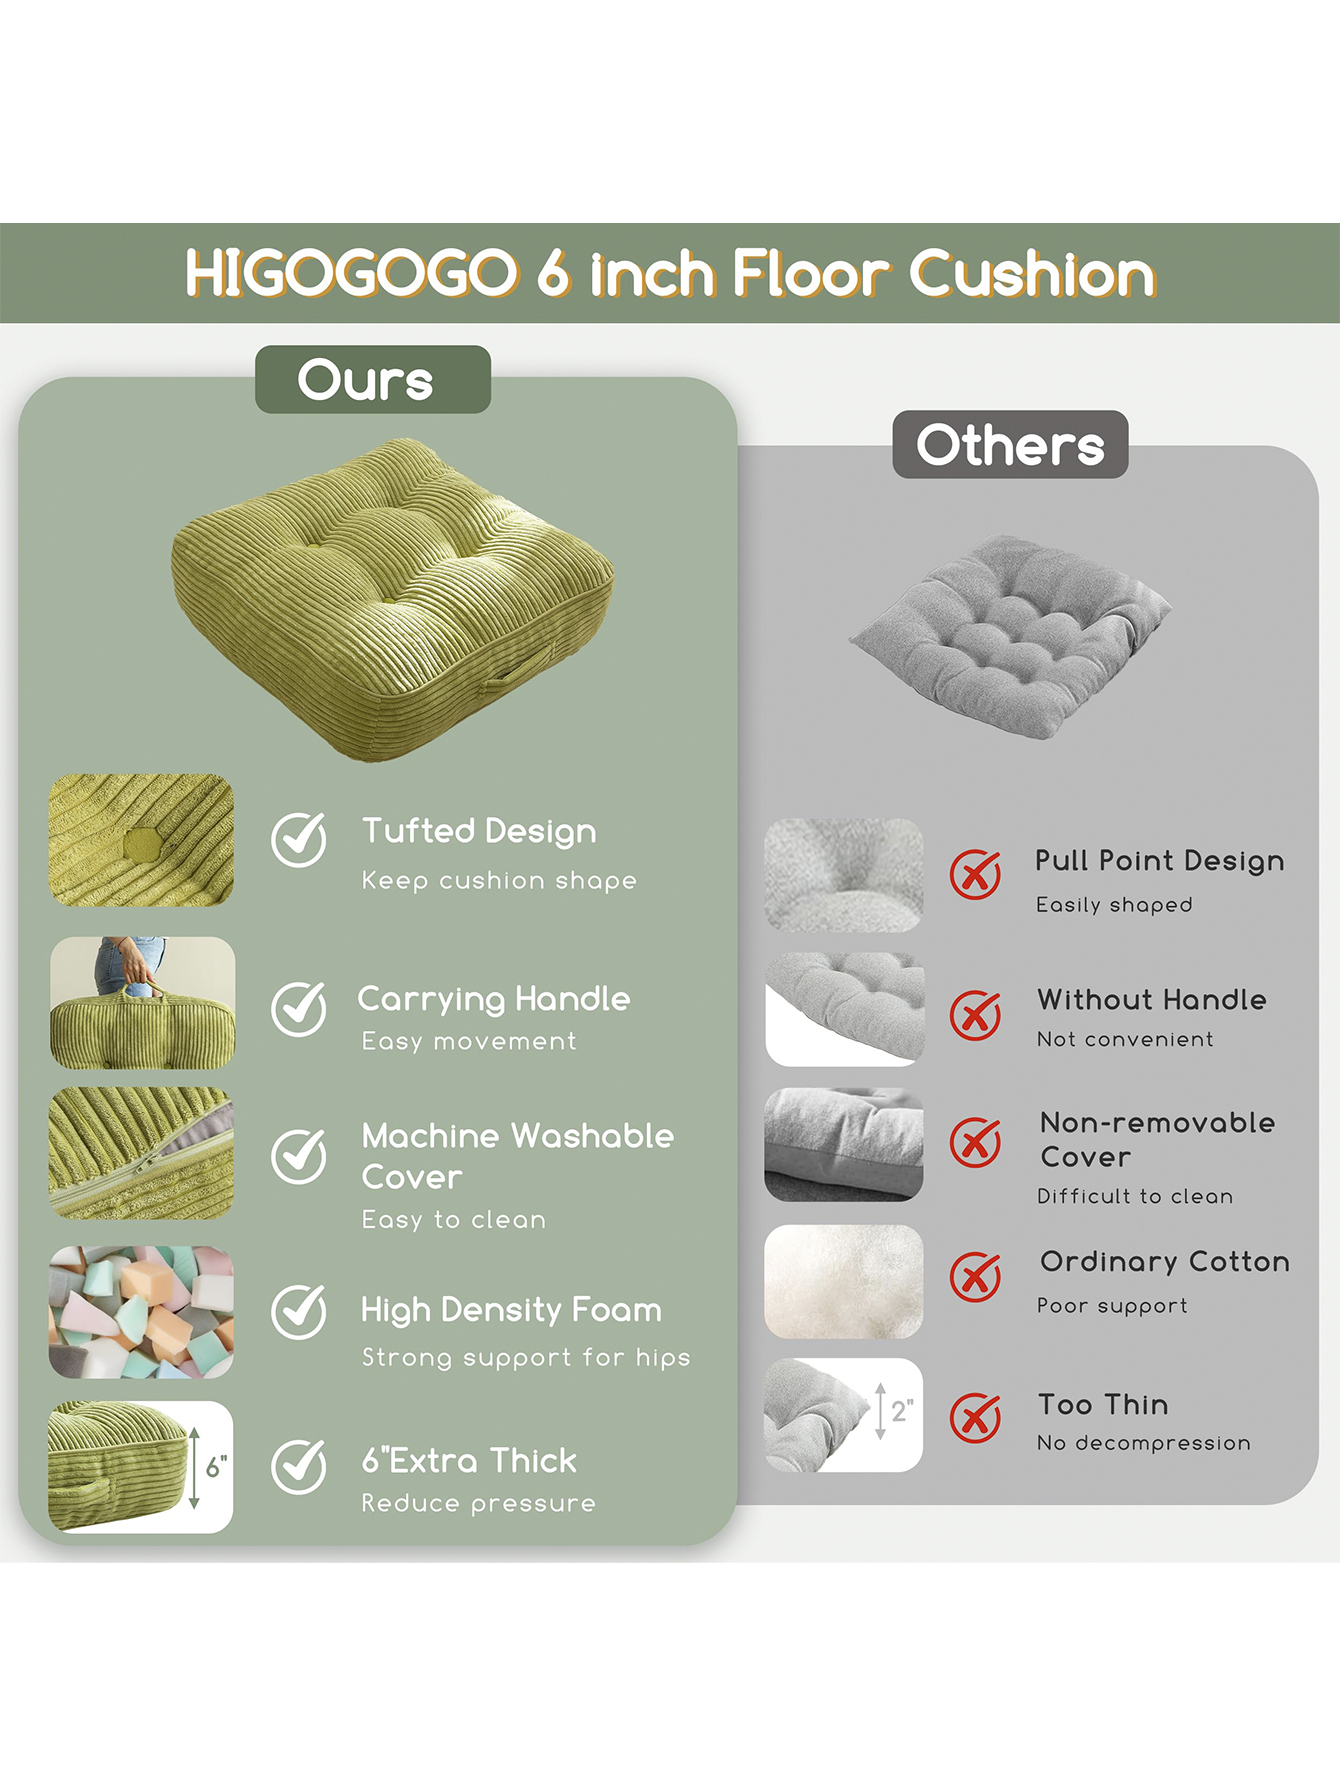 HIGOGOGO 6 inch Floor Cushion
Ours
Tufted Design
Keep cushion shape
Carrying Handle
Easy movement
Machine Washable
Cover
Easy to clean
High Density Foam
Strong support for hips
6"
6"Extra Thick
Reduce pressure
Others
Pull Point Design
Easily shaped
Without Handle
Not convenient
Non-removable
Cover
Difficult to clean
Ordinary Cotton
Poor support
2"
Too Thin
No decompression